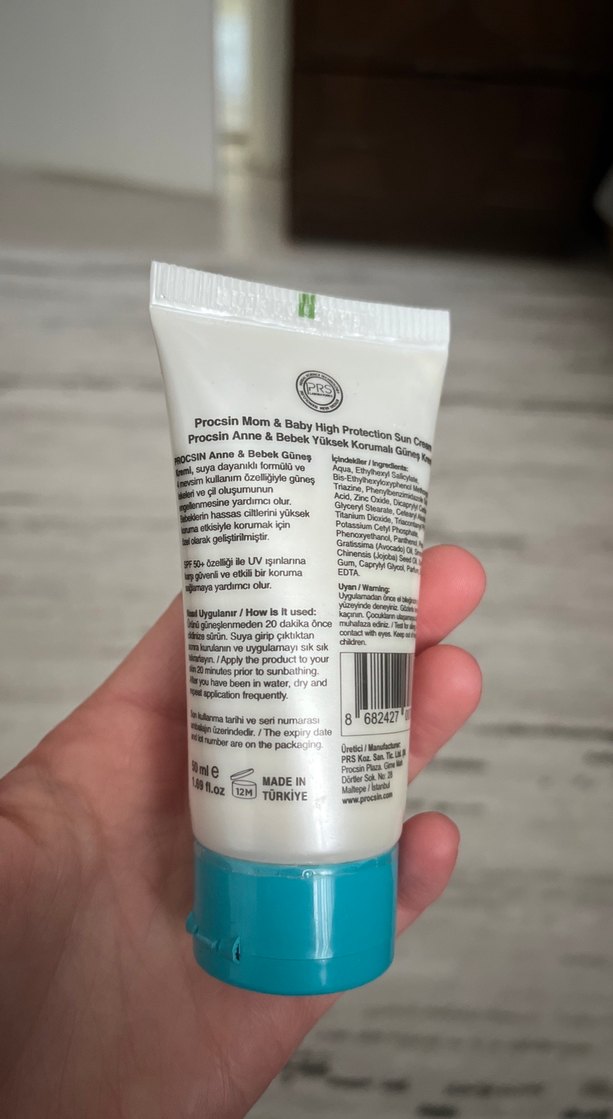 PRS
LABORATORIES
Procsin Mom & Baby High Protection Sun Cream
Procsin Anne & Bebek Yüksek Korumalı Güneş Kremi
PROCSIN Anne & Bebek Güneş
Kremi, suya dayanıklı formülü ve
4 mevsim kullanım özelliğiyle güneş
lekeleri ve çil oluşumunun
engellenmesine yardımcı olur.
Bebeklerin hassas ciltlerini yüksek
koruma etkisiyle korumak için
özel olarak geliştirilmiştir.
SPF 50+ özelliği ile UV ışınlarına
karşı güvenli ve etkili bir koruma
sağlamaya yardımcı olur.
Nasıl Uygulanır / How is it used:
Ürünü güneşlenmeden 20 dakika önce
cildinize sürün. Suya girip çıktıktan
sonra kurulanın ve uygulamayı sık sık
tekrarlayın. / Apply the product to your
skin 20 minutes prior to sunbathing.
After you have been in water, dry and
repeat application frequently.
Son kullanma tarihi ve seri numarası
ambalajın üzerindedir. / The expiry date
and lot number are on the packaging.
50 ml e
1.69 fl.oz
12M
MADE IN
TÜRKİYE
İçindekiler / Ingredients:
Aqua, Ethylhexyl Salicylate,
Bis-Ethylhexyloxyphenol
Triazine,
Acid, Zinc Oxide, Dicaprylyl
Glyceryl Stearate,
Titanium Dioxide,
Potassium Cetyl Phosphate,
Phenoxyethanol, Panthenol,
Gratissima (Avocado) Oil,
Chinensis (Jojoba) Seed Oil,
Gum, Caprylyl Glycol,
EDTA.
Uyarı / Warning:
Uygulamadan önce el
yüzeyinde deneyiniz.
kaçının. Çocukların
muhafaza ediniz. / Test for
contact with eyes. Keep out
children.
8 682427
Üretici / Manufacturer:
PRS Koz. San. Tic. Ltd.
Procsin Plaza,
Dörtler Sok. No: 28
Maltepe / İstanbul
www.procsin.com